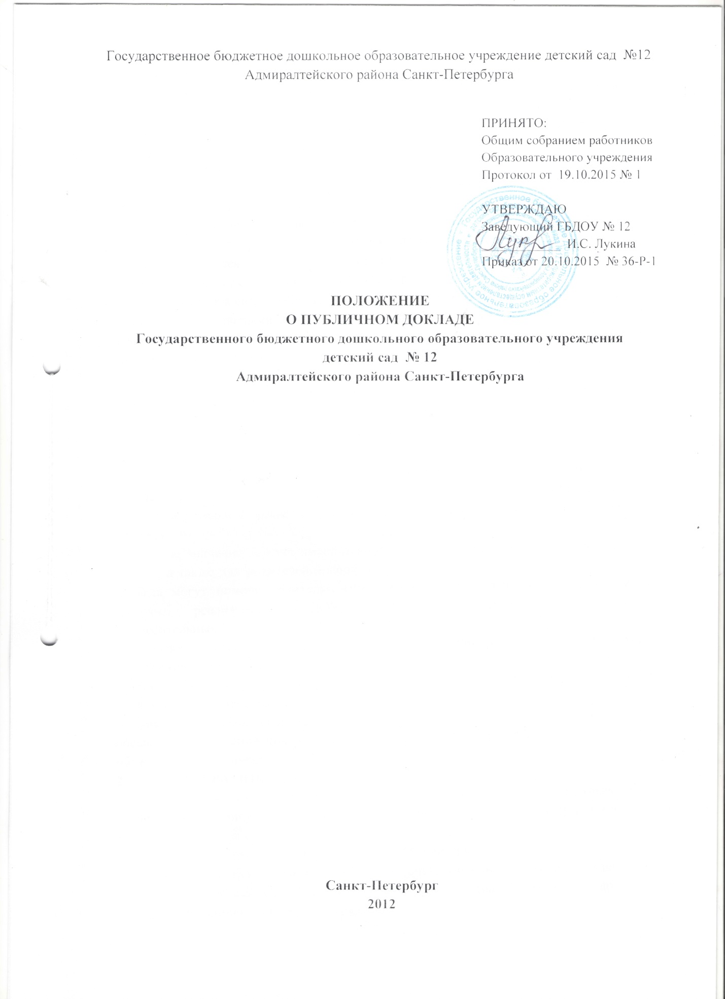 Государственное бюджетное дошкольное образовательное учреждение детский сад №12
Адмиралтейского района Санкт-Петербурга
ПРИНЯТО:
Общим собранием работников
Образовательного учреждения
Протокол от 19.10.2015 № 1
УТВЕРЖДАЮ
Заведующий ГБДОУ № 12
И.С. Лукина
Приказ от 20.10.2015 № 36-Р-1
ПОЛОЖЕНИЕ
О ПУБЛИЧНОМ ДОКЛАДЕ
Государственного бюджетного дошкольного образовательного учреждения
детский сад № 12
Адмиралтейского района Санкт-Петербурга
Санкт-Петербург
2012